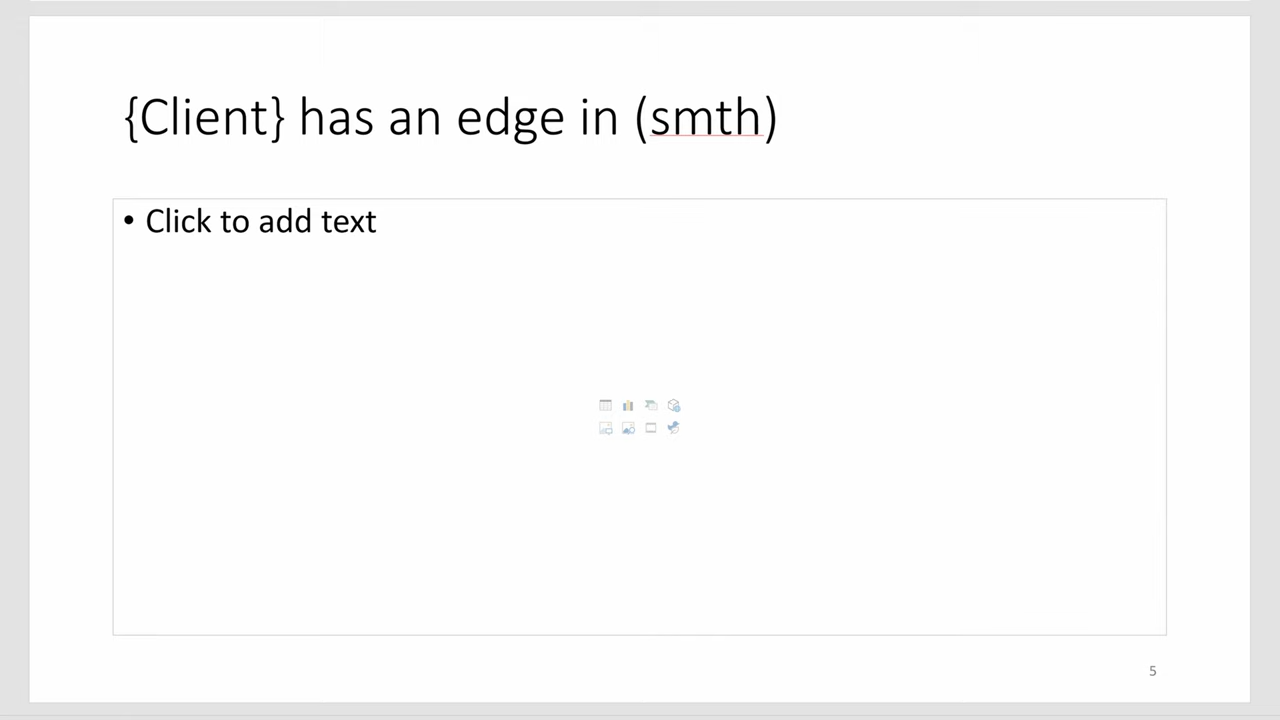 {Client} has an edge in (smth)
• Click to add text
5